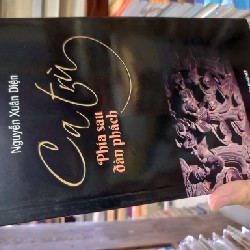 Nguyễn Xuân Diện
Ca trù
Phía sau
đàn phách